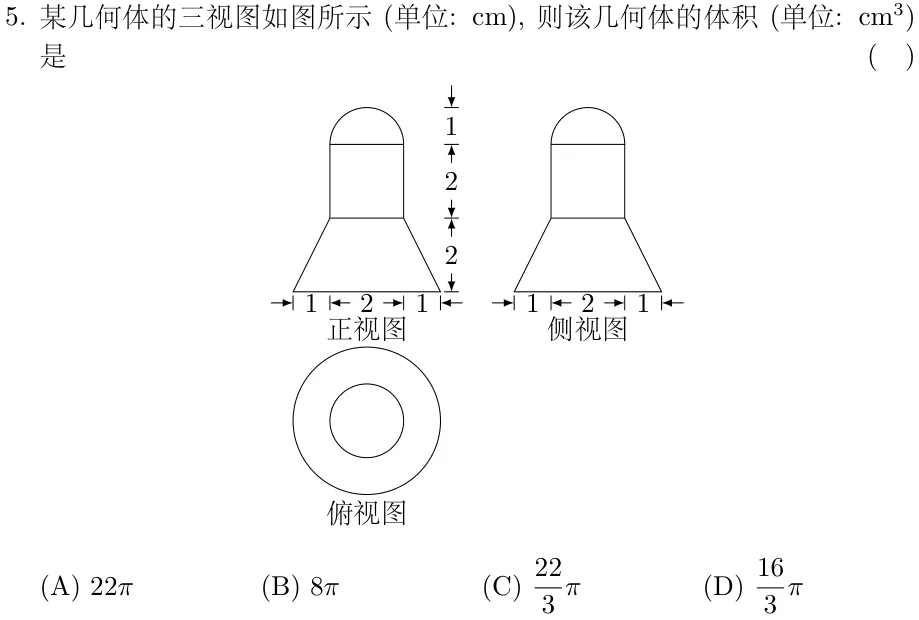 5. 某几何体的三视图如图所示 (单位: cm), 则该几何体的体积 (单位: cm³)
是 ( )
1
2
2
1 2 1 1 2 1
正视图 侧视图
俯视图
(A) 22π (B) 8π (C) 22/3 π (D) 16/3 π